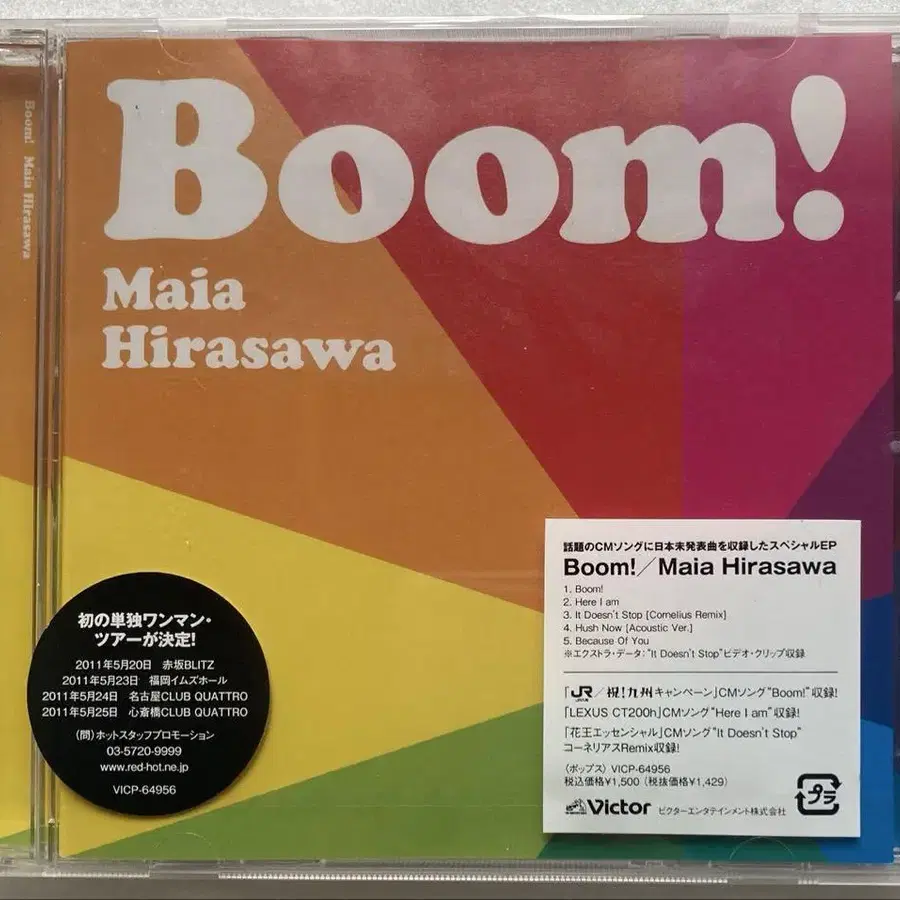 Boom! Maia Hirasawa
Boom!
Maia
Hirasawa
初の単独ワンマン・
ツアーが決定!
2011年5月20日 赤坂BLITZ
2011年5月23日 福岡イムズホール
2011年5月24日 名古屋CLUB QUATTRO
2011年5月25日 心斎橋CLUB QUATTRO
(問)ホットスタッフプロモーション
03-5720-9999
www.red-hot.ne.jp
VICP-64956
話題のCMソングに日本未発表曲を収録したスペシャルEP
Boom!/Maia Hirasawa
1. Boom!
2. Here I am
3. It Doesn't Stop [Cornelius Remix]
4. Hush Now [Acoustic Ver.]
5. Because Of You
※エクストラ・データ:"It Doesn't Stop"ビデオ・クリップ収録
「JR/祝!九州キャンペーン」CMソング"Boom!"収録!
「LEXUS CT200h」CMソング"Here I am"収録!
「花王エッセンシャル」CMソング"It Doesn't Stop"
コーネリアスRemix収録!
〈ポップス〉VICP-64956
税込価格¥1,500(税抜価格¥1,429)
Victor ビクターエンタテインメント株式会社
プラ